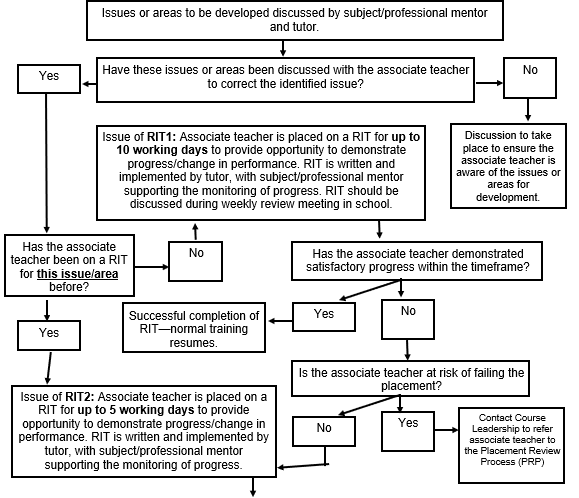 Issues or areas to be developed discussed by subject/professional mentor
and tutor.
Yes
Have these issues or areas been discussed with the associate teacher
to correct the identified issue?
No
Issue of RIT1: Associate teacher is placed on a RIT for up to
10 working days to provide opportunity to demonstrate
progress/change in performance. RIT is written and
implemented by tutor, with subject/professional mentor
supporting the monitoring of progress. RIT should be
discussed during weekly review meeting in school.
Discussion to take
place to ensure the
associate teacher is
aware of the issues or
areas for
development.
Has the associate
teacher been on a RIT
for this issue/area
before?
No
Has the associate teacher demonstrated
satisfactory progress within the timeframe?
Successful completion of
RIT—normal training
resumes.
Yes
No
Yes
Is the associate teacher at risk of failing the
placement?
Issue of RIT2: Associate teacher is placed on a
RIT for up to 5 working days to provide
opportunity to demonstrate progress/change in
performance. RIT is written and implemented by
tutor, with subject/professional mentor
supporting the monitoring of progress.
No
Yes
Contact Course
Leadership to refer
associate teacher to
the Placement Review
Process (PRP)